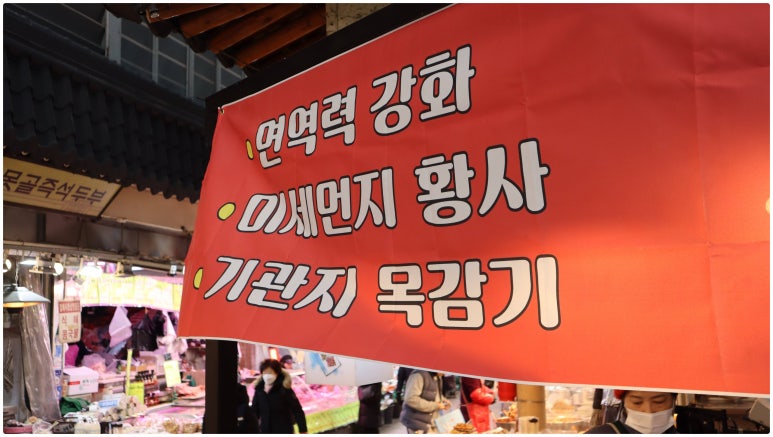 면역력 강화
미세먼지 황사
기관지 목감기
못골즉석두부